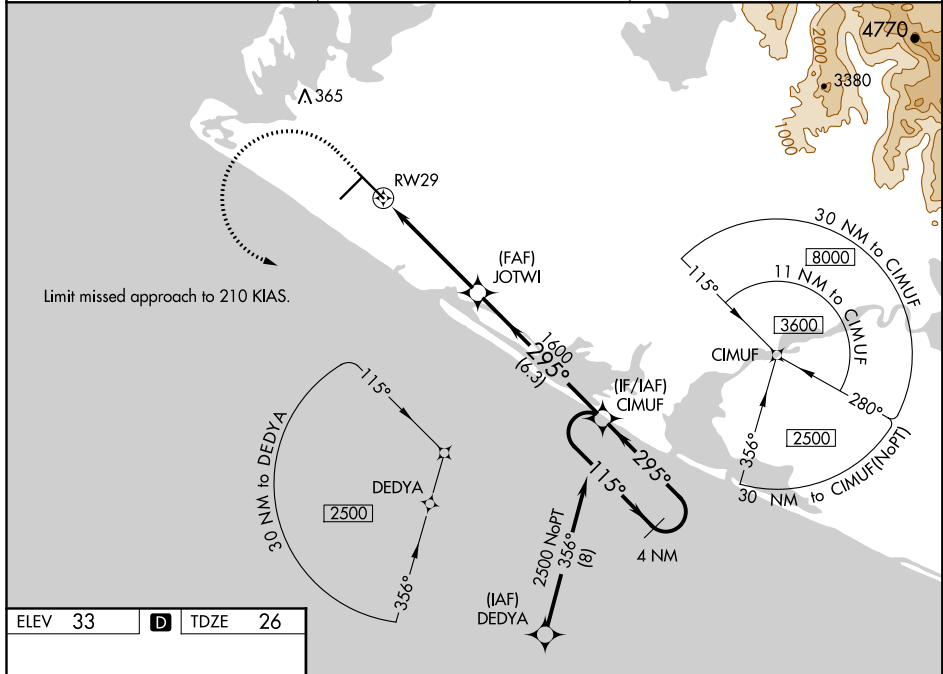 4770
2000
3380
1000
365
RW29
(FAF)
JOTWI
Limit missed approach to 210 KIAS.
1600
295°
(6.3)
(IF/IAF)
CIMUF
295°
115°
4 NM
2500 NoPT
356°
(8)
(IAF)
DEDYA
30 NM to DEDYA
115°
DEDYA
2500
356°
30 NM to CIMUF
8000
115°
11 NM to CIMUF
3600
CIMUF
280°
2500
356°
30 NM to CIMUF(NoPT)
ELEV 33 D TDZE 26